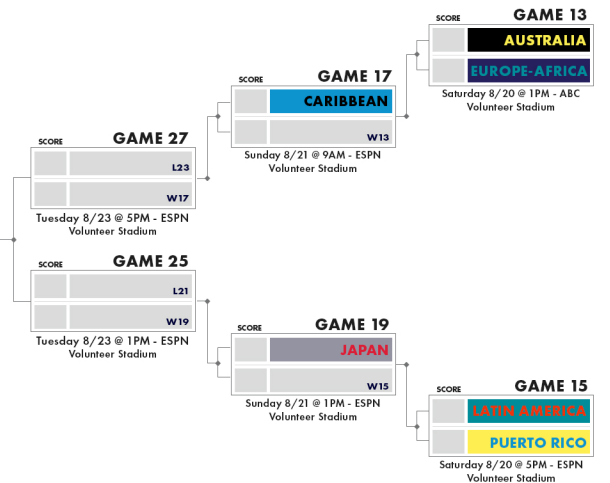 SCORE
GAME 13
AUSTRALIA
EUROPE-AFRICA
Saturday 8/20 @ 1PM - ABC
Volunteer Stadium
SCORE
GAME 17
CARIBBEAN
W13
Sunday 8/21 @ 9AM - ESPN
Volunteer Stadium
SCORE
GAME 27
L23
W17
Tuesday 8/23 @ 5PM - ESPN
Volunteer Stadium
SCORE
GAME 25
L21
W19
Tuesday 8/23 @ 1PM - ESPN
Volunteer Stadium
SCORE
GAME 19
JAPAN
W15
Sunday 8/21 @ 1PM - ESPN
Volunteer Stadium
SCORE
GAME 15
LATIN AMERICA
PUERTO RICO
Saturday 8/20 @ 5PM - ESPN
Volunteer Stadium